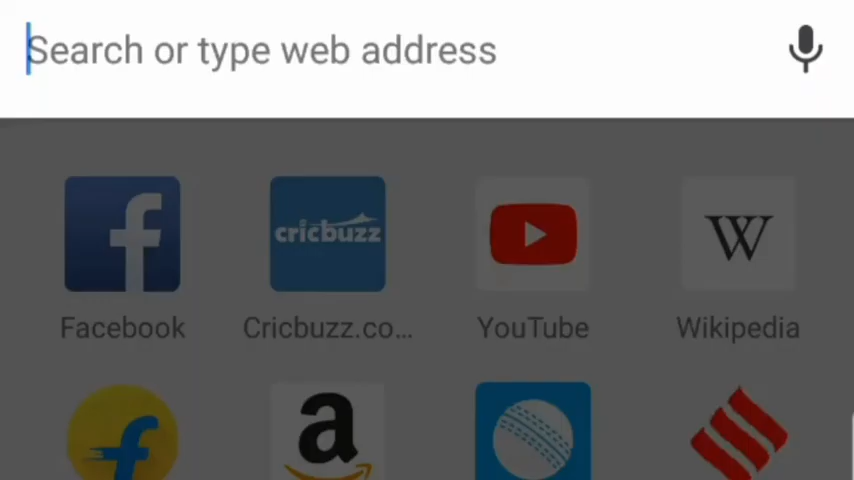 Search or type web address
cricbuzz
Facebook
Cricbuzz.co...
YouTube
W
Wikipedia